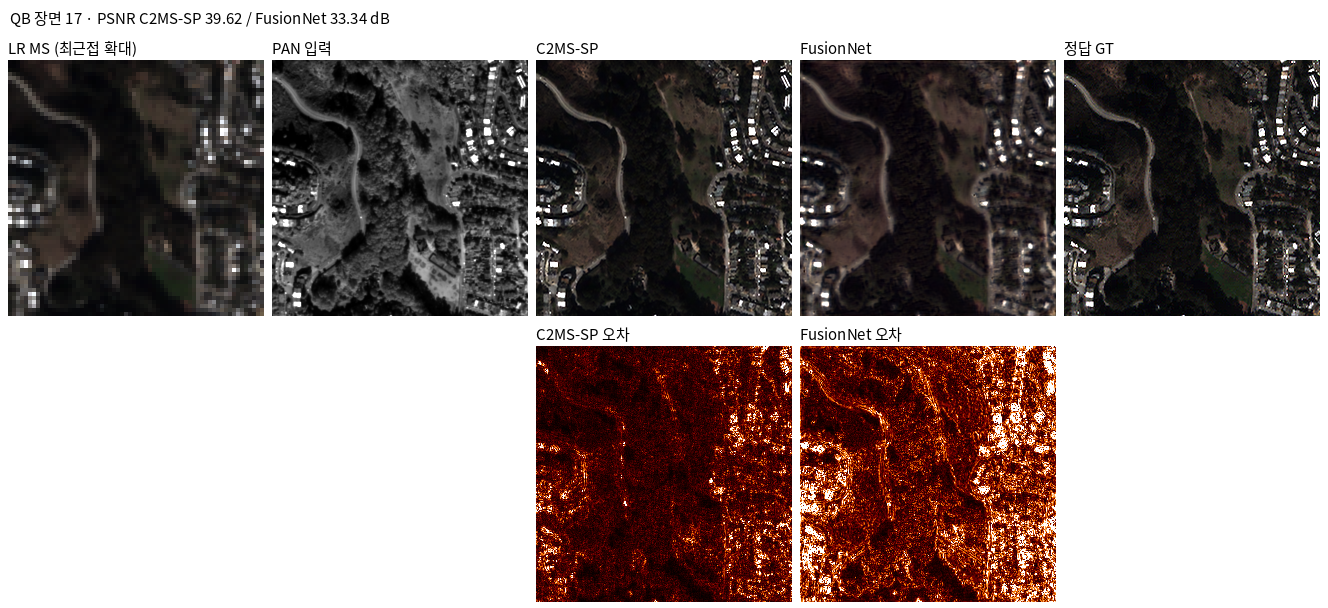 QB 장면 17 · PSNR C2MS-SP 39.62 / FusionNet 33.34 dB
LR MS (최근접 확대)
PAN 입력
C2MS-SP
FusionNet
정답 GT
C2MS-SP 오차
FusionNet 오차